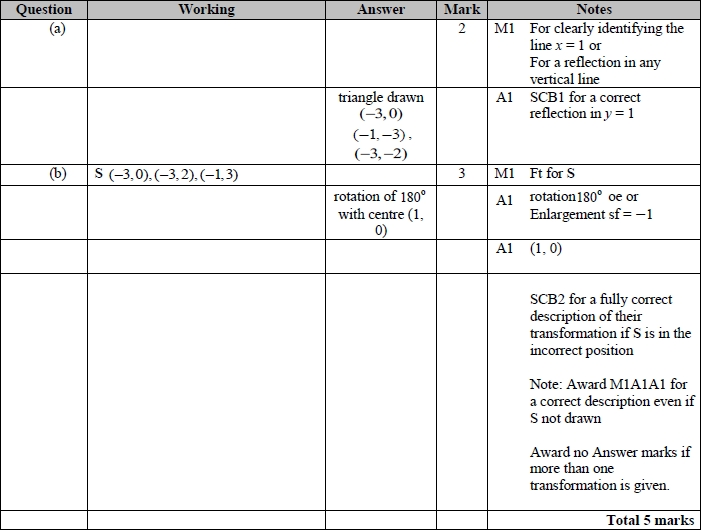 Question Working Answer Mark Notes
(a) 2 M1 For clearly identifying the
line x = 1 or
For a reflection in any
vertical line
triangle drawn A1 SCB1 for a correct
(−3,0) reflection in y = 1
(−1,−3) ,
(−3,−2)
(b) S (−3,0),(−3,2),(−1,3) 3 M1 Ft for S
rotation of 180° A1 rotation180° oe or
with centre (1, Enlargement sf = −1
0)
A1 (1, 0)
SCB2 for a fully correct
description of their
transformation if S is in the
incorrect position
Note: Award M1A1A1 for
a correct description even if
S not drawn
Award no Answer marks if
more than one
transformation is given.
Total 5 marks